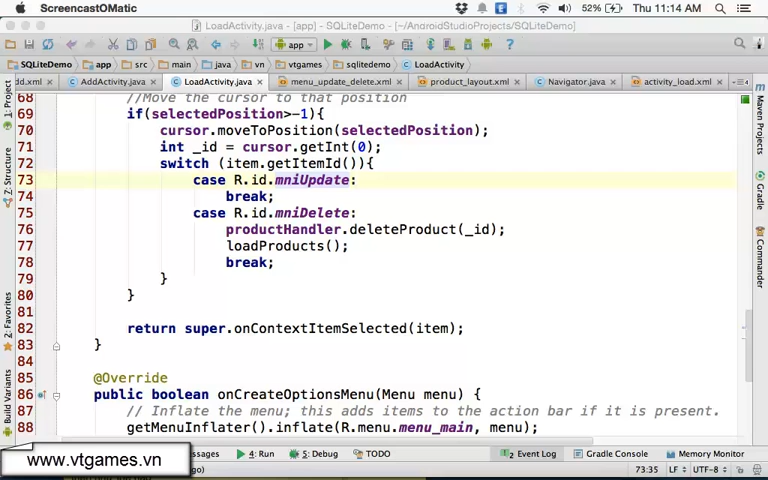 ScreencastOMatic 52% Thu 11:14 AM
LoadActivity.java - [app] - SQLiteDemo - [~/AndroidStudioProjects/SQLiteDemo]
app
SQLiteDemo app src main java vn vtgames sqlitedemo LoadActivity
dd.xml AddActivity.java LoadActivity.java menu_update_delete.xml product_layout.xml Navigator.java activity_load.xml
68 //Move the cursor to that position
69 if(selectedPosition>-1){
70 cursor.moveToPosition(selectedPosition);
71 int _id = cursor.getInt(0);
72 switch (item.getItemId()){
73 case R.id.mniUpdate:
74 break;
75 case R.id.mniDelete:
76 productHandler.deleteProduct(_id);
77 loadProducts();
78 break;
79 }
80 }
81
82 return super.onContextItemSelected(item);
83 }
84
85 @Override
86 public boolean onCreateOptionsMenu(Menu menu) {
87 // Inflate the menu; this adds items to the action bar if it is present.
88 getMenuInflater().inflate(R.menu.menu_main, menu);
1: Project
7: Structure
2: Favorites
Build Variants
Maven Projects
Gradle
Commander
ssages 4: Run 5: Debug TODO Event Log Gradle Console Memory Monitor
73:35 LF UTF-8
www.vtgames.vn